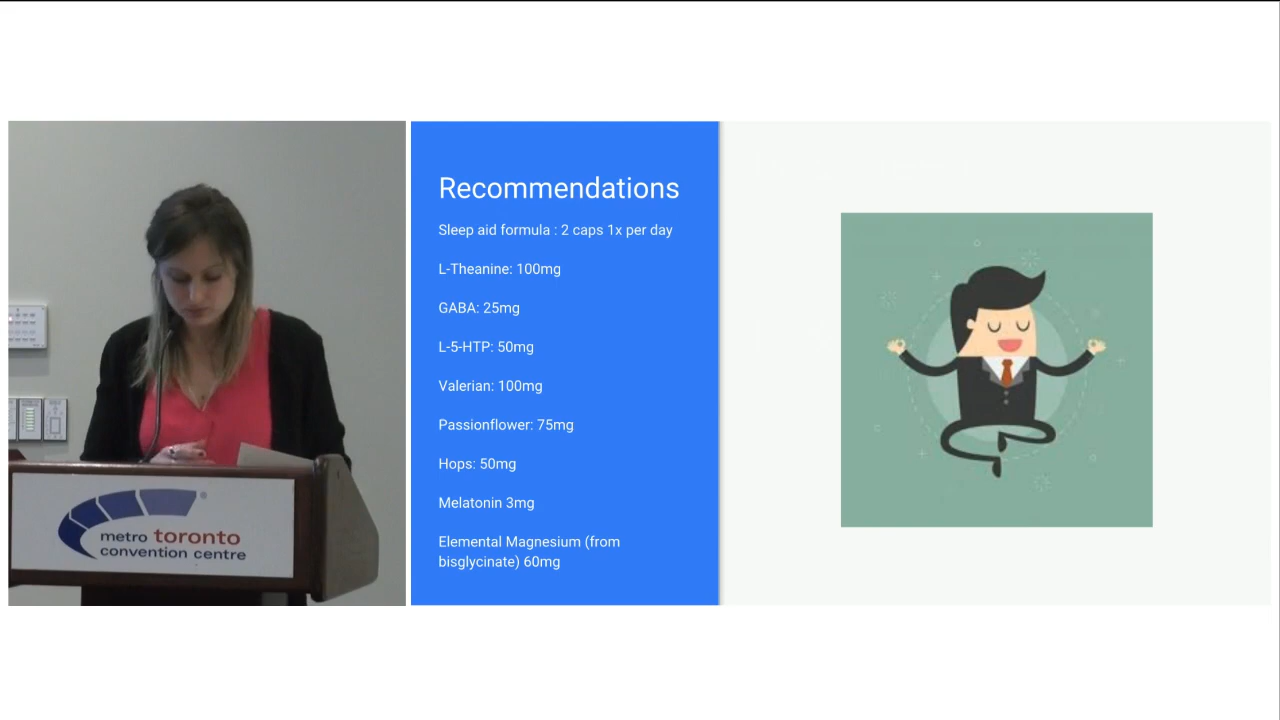 Recommendations
Sleep aid formula : 2 caps 1x per day
L-Theanine: 100mg
GABA: 25mg
L-5-HTP: 50mg
Valerian: 100mg
Passionflower: 75mg
Hops: 50mg
Melatonin 3mg
Elemental Magnesium (from
bisglycinate) 60mg
metro toronto
convention centre